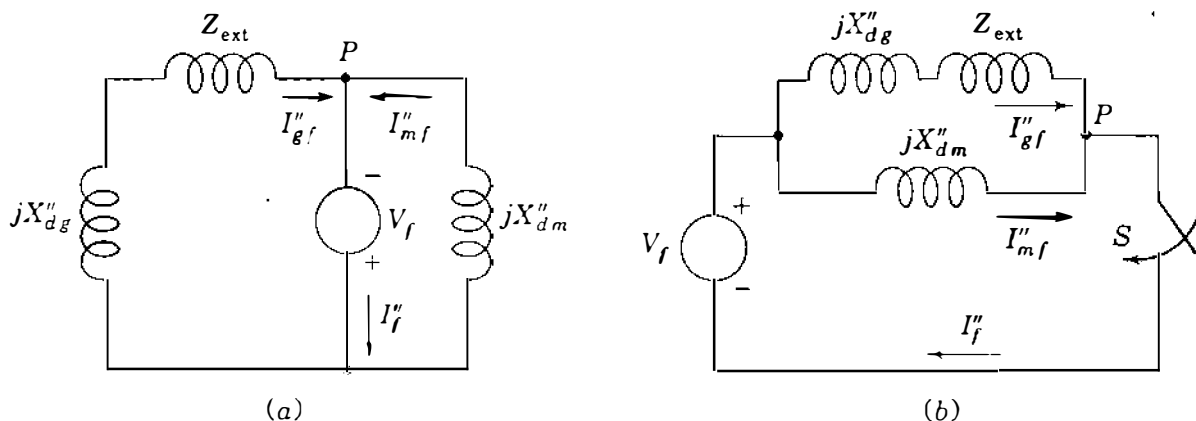 Z_ext
P
I''_gf
I''_mf
jX''_dg
−
V_f
+
jX''_dm
I''_f
(a)
jX''_dg
Z_ext
I''_gf
P
jX''_dm
+
V_f
−
I''_mf
S
I''_f
(b)